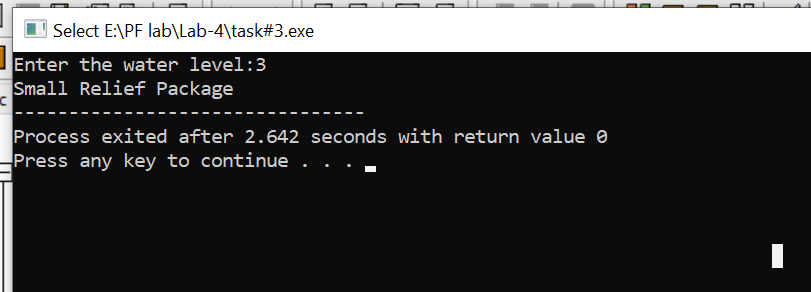 Select E:\PF lab\Lab-4\task#3.exe
Enter the water level:3
Small Relief Package
--------------------------------
Process exited after 2.642 seconds with return value 0
Press any key to continue . . .